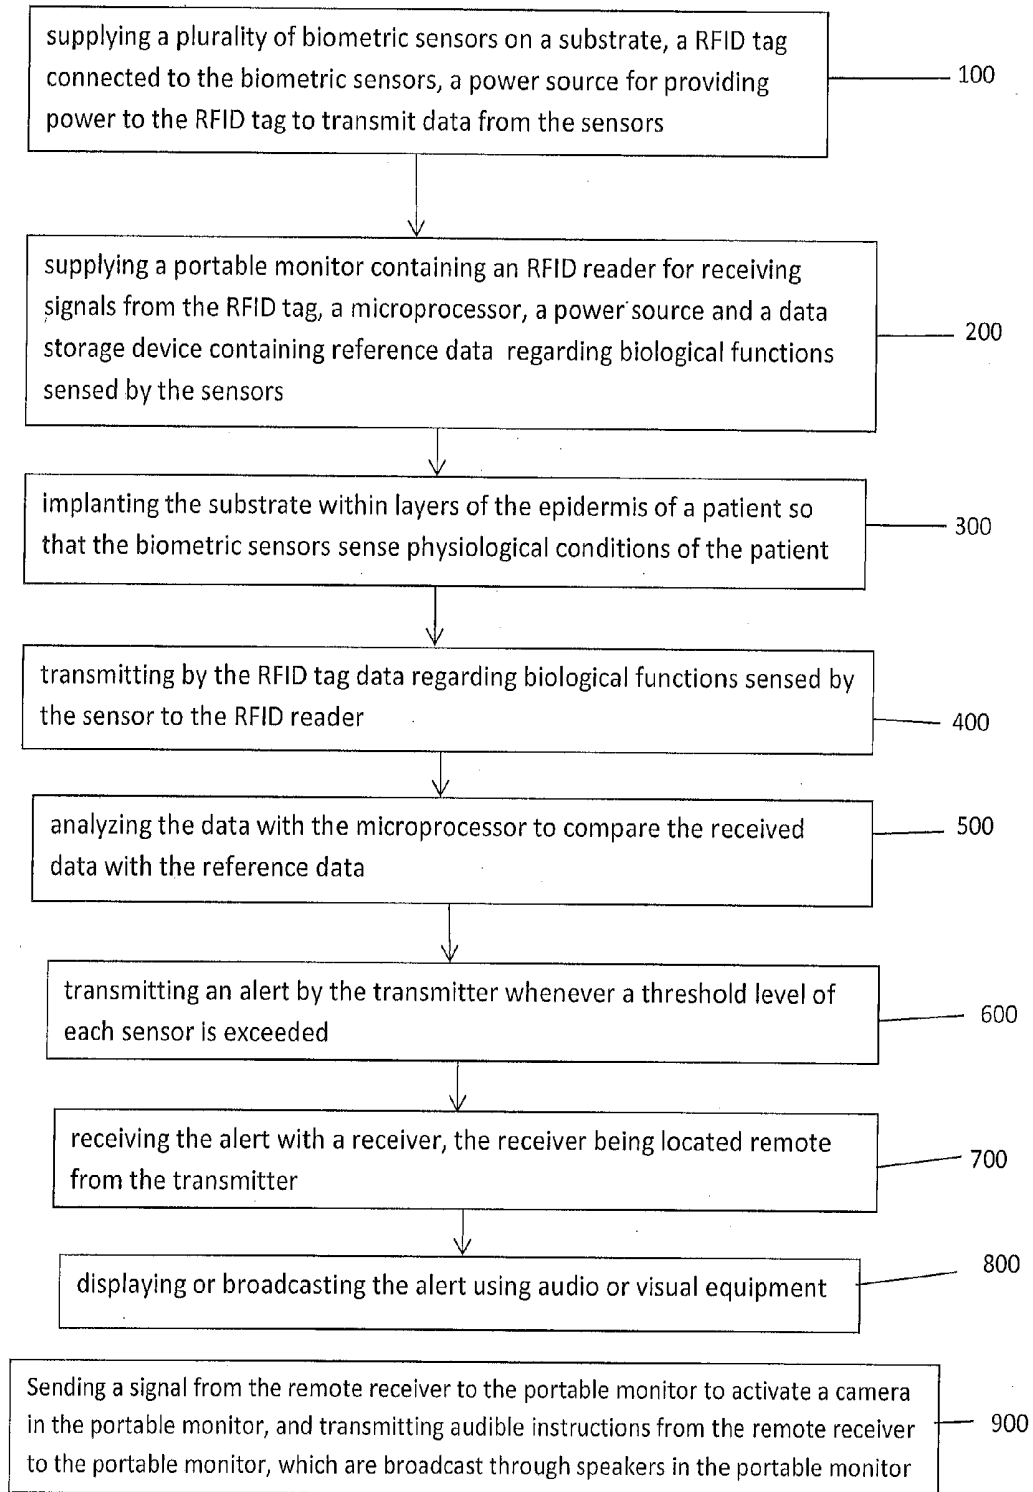 supplying a plurality of biometric sensors on a substrate, a RFID tag
connected to the biometric sensors, a power source for providing
power to the RFID tag to transmit data from the sensors
100
supplying a portable monitor containing an RFID reader for receiving
signals from the RFID tag, a microprocessor, a power source and a data
storage device containing reference data regarding biological functions
sensed by the sensors
200
implanting the substrate within layers of the epidermis of a patient so
that the biometric sensors sense physiological conditions of the patient
300
transmitting by the RFID tag data regarding biological functions sensed by
the sensor to the RFID reader
400
analyzing the data with the microprocessor to compare the received
data with the reference data
500
transmitting an alert by the transmitter whenever a threshold level of
each sensor is exceeded
600
receiving the alert with a receiver, the receiver being located remote
from the transmitter
700
displaying or broadcasting the alert using audio or visual equipment
800
Sending a signal from the remote receiver to the portable monitor to activate a camera
in the portable monitor, and transmitting audible instructions from the remote receiver
to the portable monitor, which are broadcast through speakers in the portable monitor
900